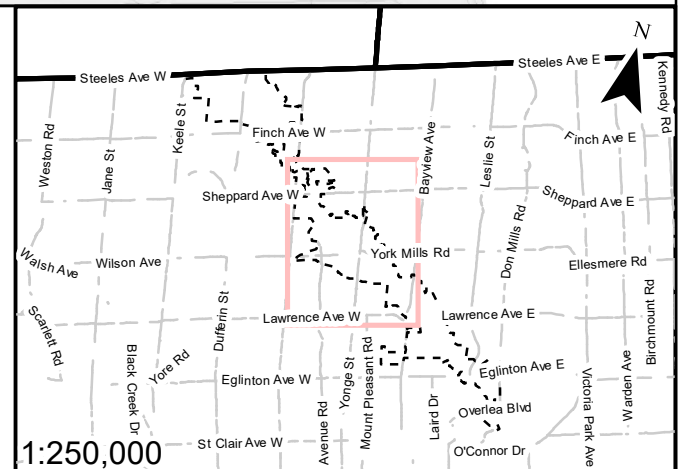 N
Steeles Ave W
Steeles Ave E
Kennedy Rd
Weston Rd
Jane St
Keele St
Finch Ave W
Bayview Ave
Leslie St
Finch Ave E
Sheppard Ave W
Sheppard Ave E
Don Mills Rd
Walsh Ave
Wilson Ave
York Mills Rd
Ellesmere Rd
Birchmount Rd
Scarlett Rd
Dufferin St
Lawrence Ave W
Lawrence Ave E
Black Creek Dr
Yore Rd
Eglinton Ave W
Avenue Rd
Yonge St
Mount Pleasant Rd
Laird Dr
Eglinton Ave E
Overlea Blvd
Victoria Park Ave
Warden Ave
St Clair Ave W
O'Connor Dr
1:250,000